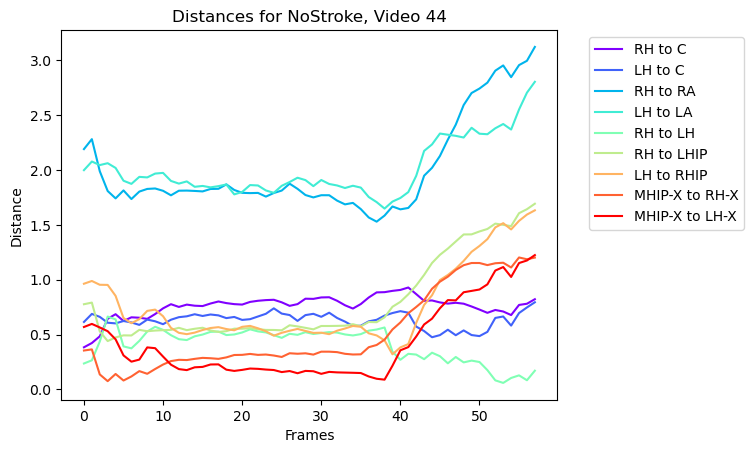 Distances for NoStroke, Video 44
Distance
3.0
2.5
2.0
1.5
1.0
0.5
0.0
0 10 20 30 40 50
Frames
RH to C
LH to C
RH to RA
LH to LA
RH to LH
RH to LHIP
LH to RHIP
MHIP-X to RH-X
MHIP-X to LH-X